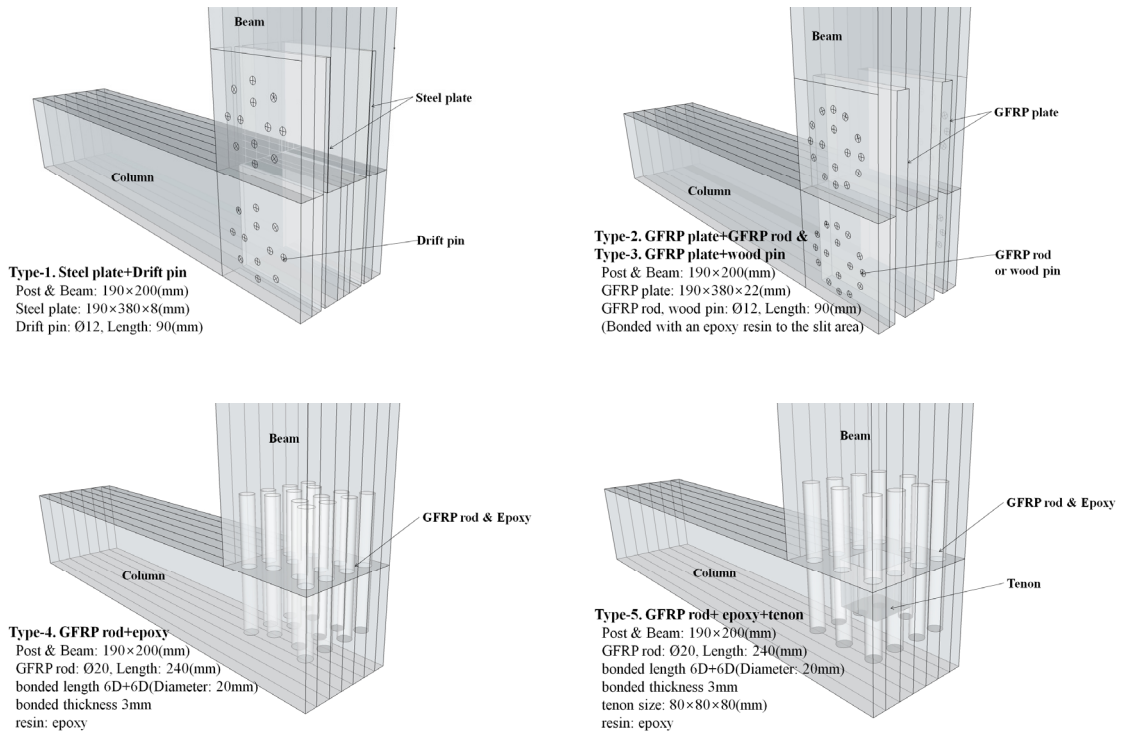 Beam
Steel plate
Column
Drift pin
Type-1. Steel plate+Drift pin
Post & Beam: 190×200(mm)
Steel plate: 190×380×8(mm)
Drift pin: Ø12, Length: 90(mm)
Beam
GFRP plate
Column
Type-2. GFRP plate+GFRP rod &
Type-3. GFRP plate+wood pin
GFRP rod
or wood pin
Post & Beam: 190×200(mm)
GFRP plate: 190×380×22(mm)
GFRP rod, wood pin: Ø12, Length: 90(mm)
(Bonded with an epoxy resin to the slit area)
Beam
GFRP rod & Epoxy
Column
Type-4. GFRP rod+epoxy
Post & Beam: 190×200(mm)
GFRP rod: Ø20, Length: 240(mm)
bonded length 6D+6D(Diameter: 20mm)
bonded thickness 3mm
resin: epoxy
Beam
GFRP rod & Epoxy
Column
Tenon
Type-5. GFRP rod+ epoxy+tenon
Post & Beam: 190×200(mm)
GFRP rod: Ø20, Length: 240(mm)
bonded length 6D+6D(Diameter: 20mm)
bonded thickness 3mm
tenon size: 80×80×80(mm)
resin: epoxy